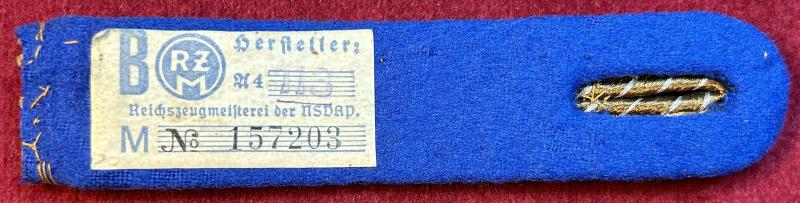 B RZM Hersteller:
A4
Reichszeugmeisterei der NSDAP.
M № 157203